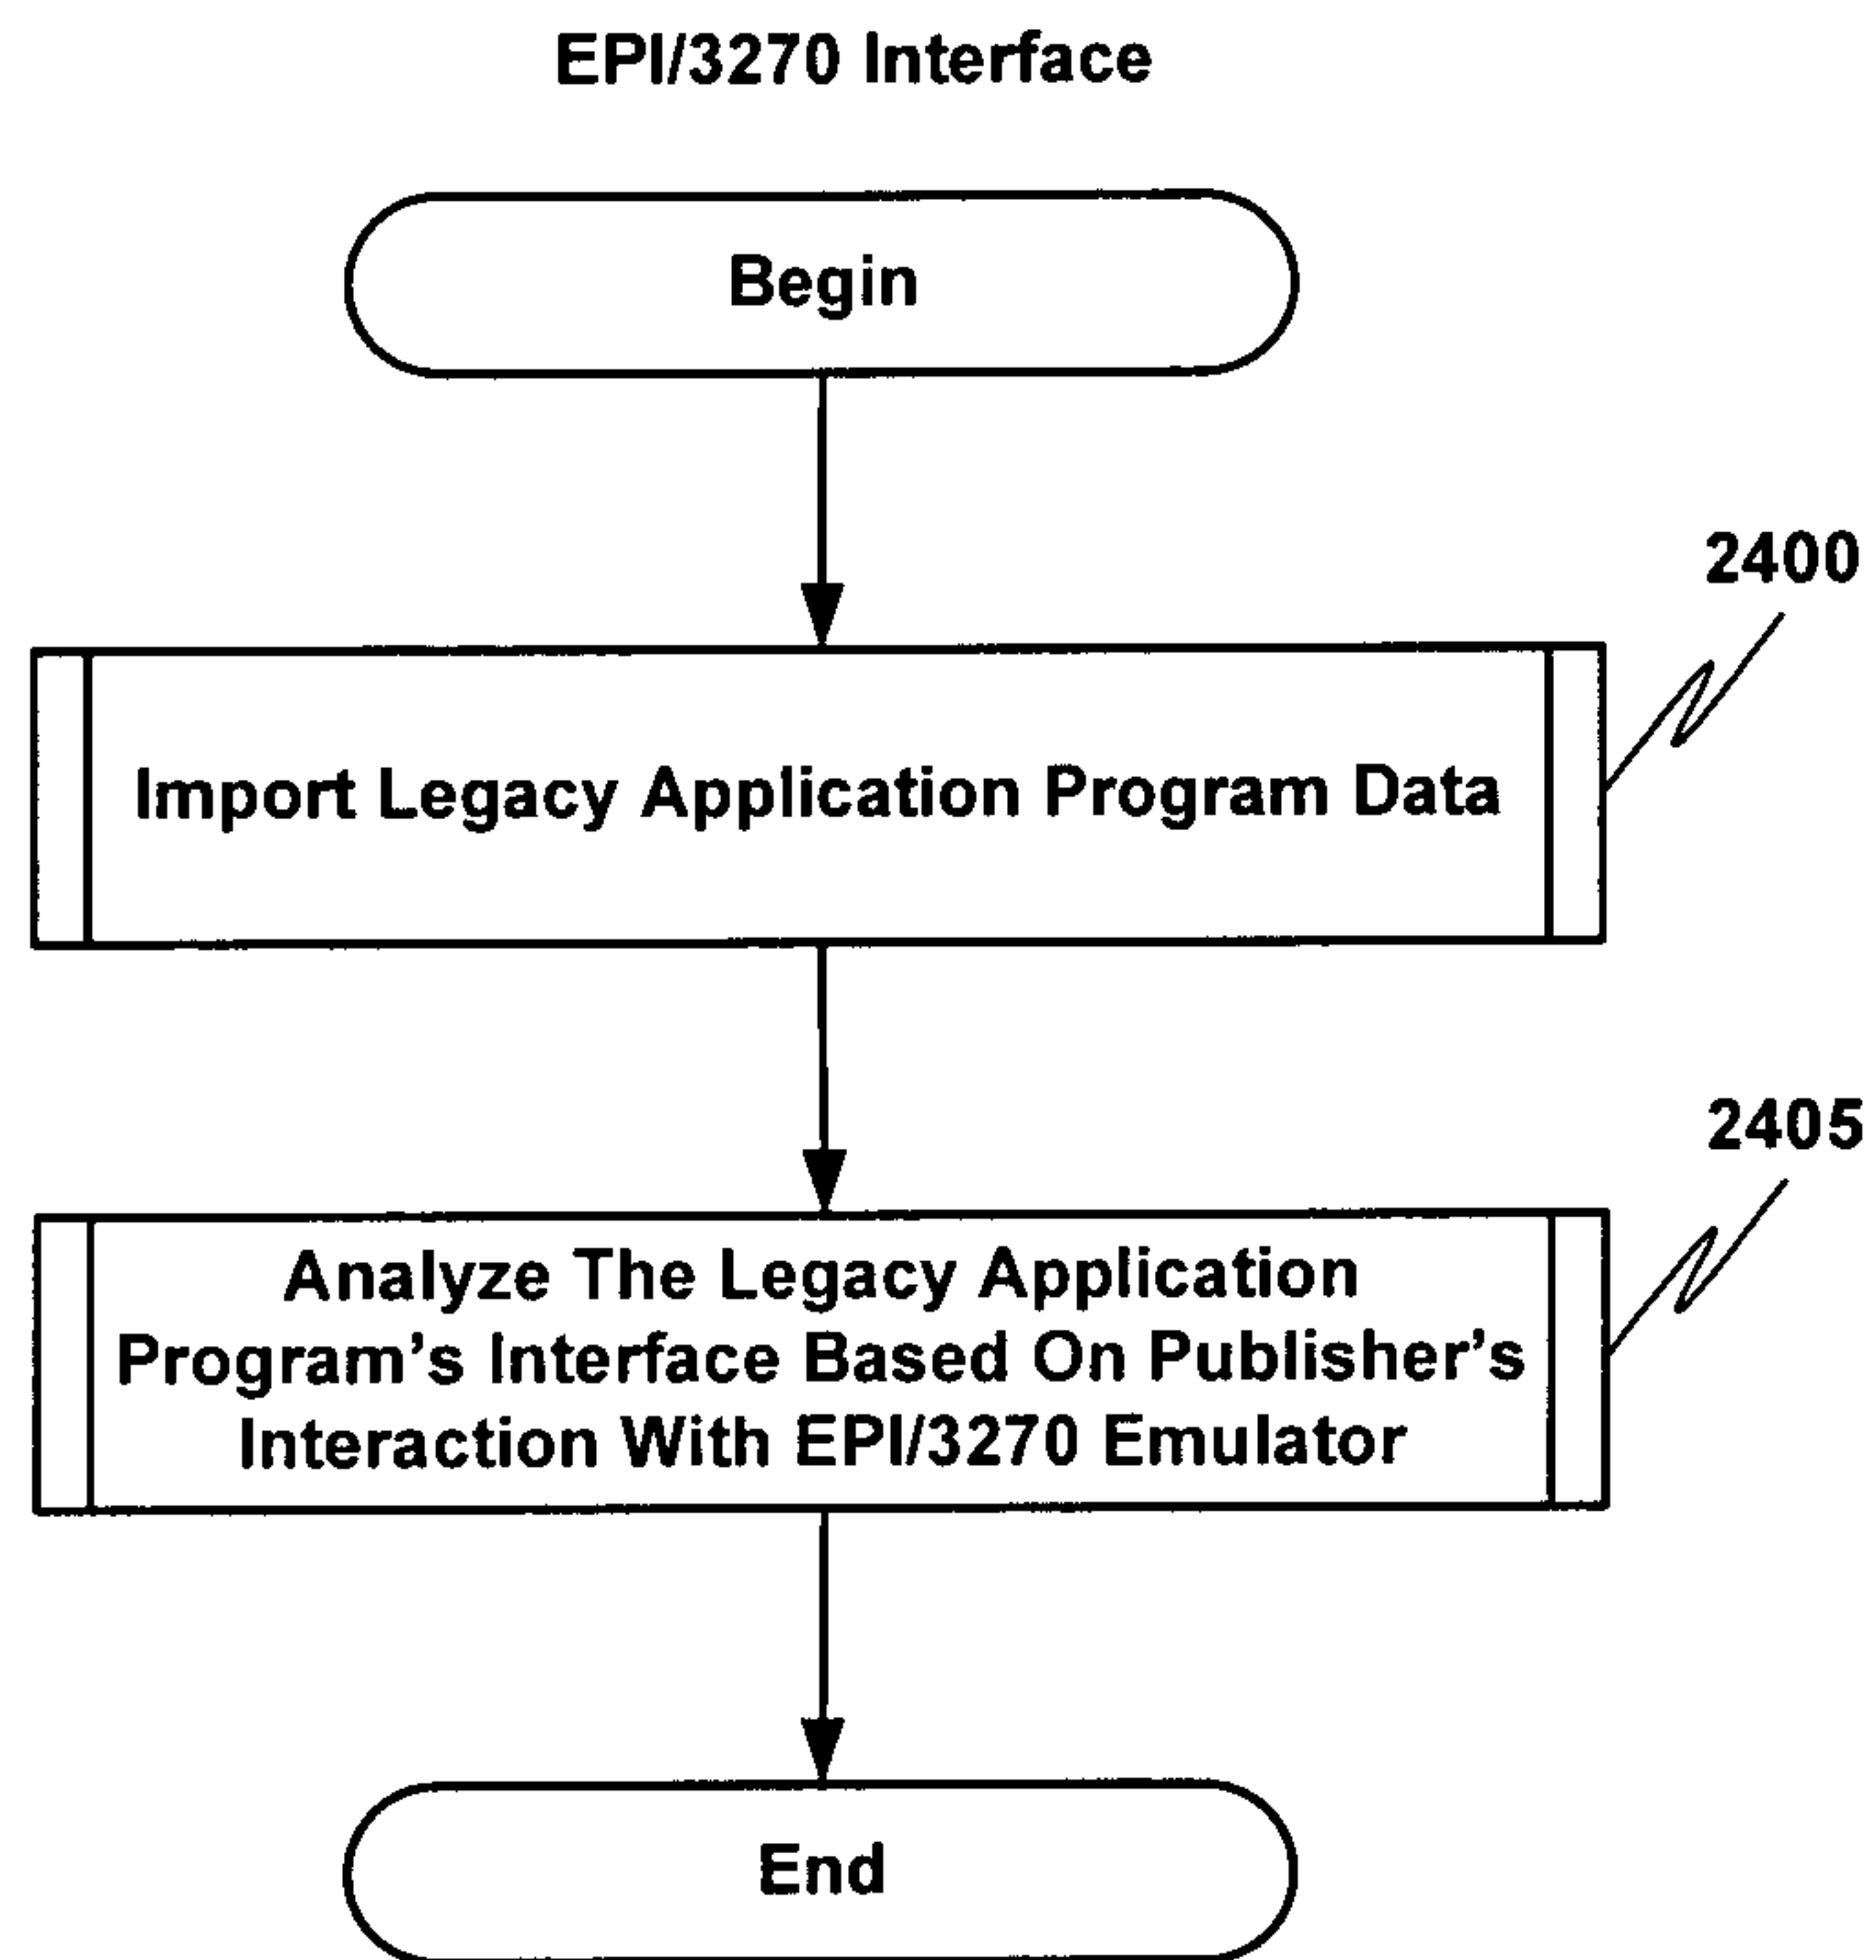 EPI/3270 Interface
Begin
2400
Import Legacy Application Program Data
2405
Analyze The Legacy Application
Program's Interface Based On Publisher's
Interaction With EPI/3270 Emulator
End